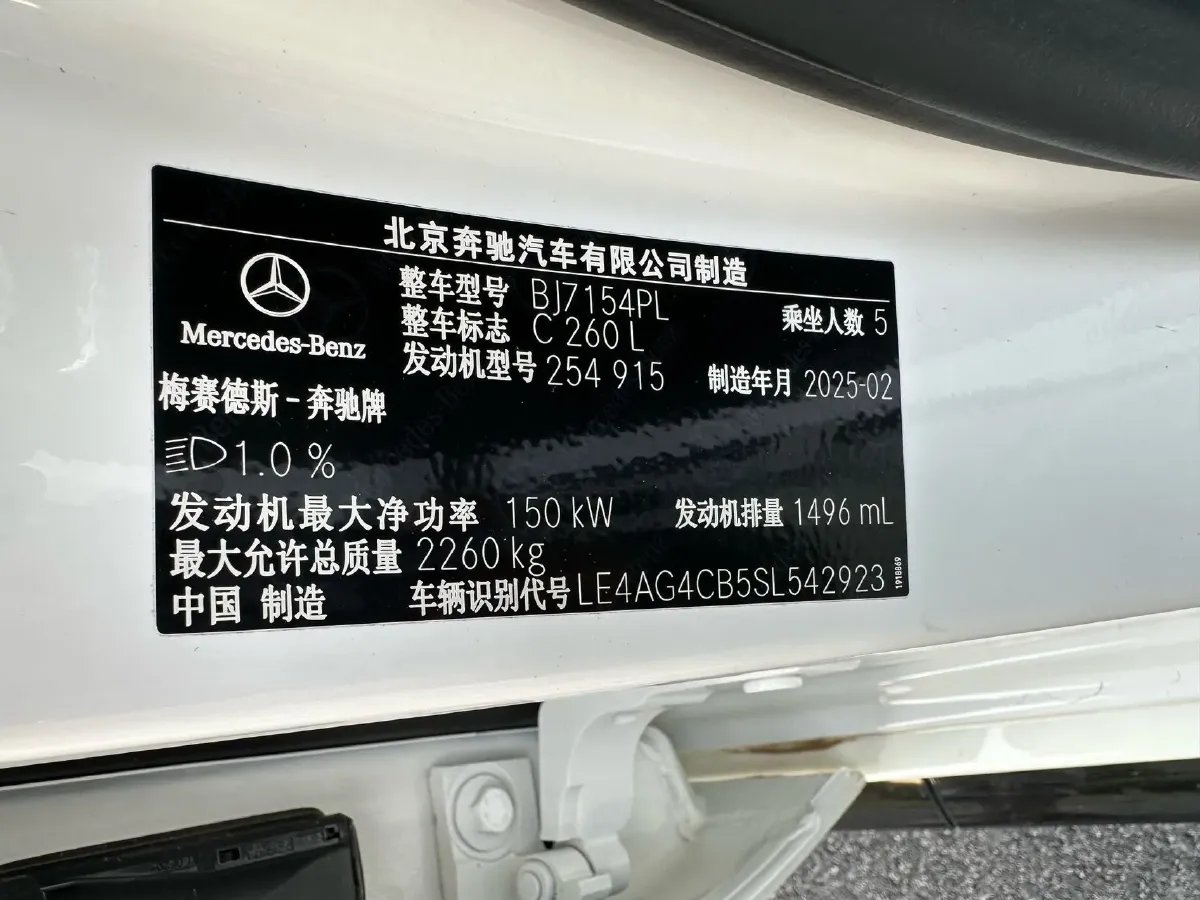 北京奔驰汽车有限公司制造
Mercedes-Benz
梅赛德斯-奔驰牌
整车型号 BJ7154PL
整车标志 C 260 L
乘坐人数 5
发动机型号 254 915
制造年月 2025-02
1.0 %
发动机最大净功率 150 kW 发动机排量 1496 mL
最大允许总质量 2260 kg
中国 制造 车辆识别代号 LE4AG4CB5SL542923
1918869